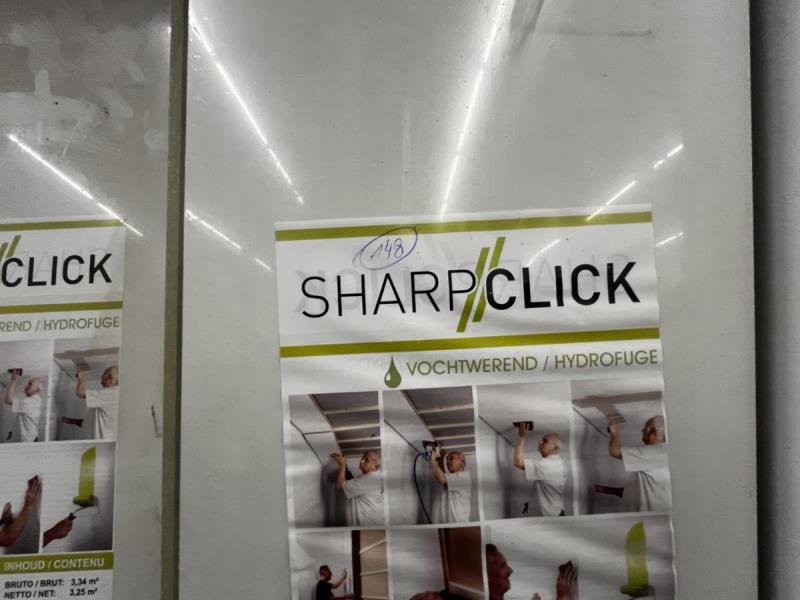 148
SHARP//CLICK
VOCHTWEREND / HYDROFUGE
CLICK
REND / HYDROFUGE
INHOUD / CONTENU
BRUTO / BRUT: 3,34 m²
NETTO / NET: 3,25 m²